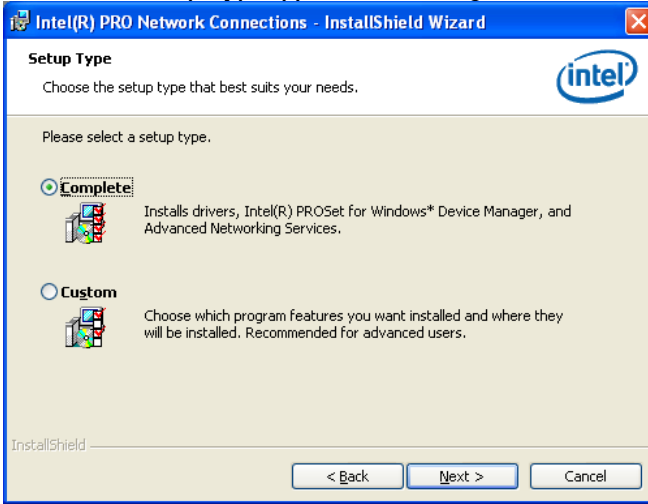 Intel(R) PRO Network Connections - InstallShield Wizard
Setup Type
Choose the setup type that best suits your needs.
intel
Please select a setup type.
Complete
Installs drivers, Intel(R) PROSet for Windows* Device Manager, and
Advanced Networking Services.
Custom
Choose which program features you want installed and where they
will be installed. Recommended for advanced users.
InstallShield
< Back
Next >
Cancel